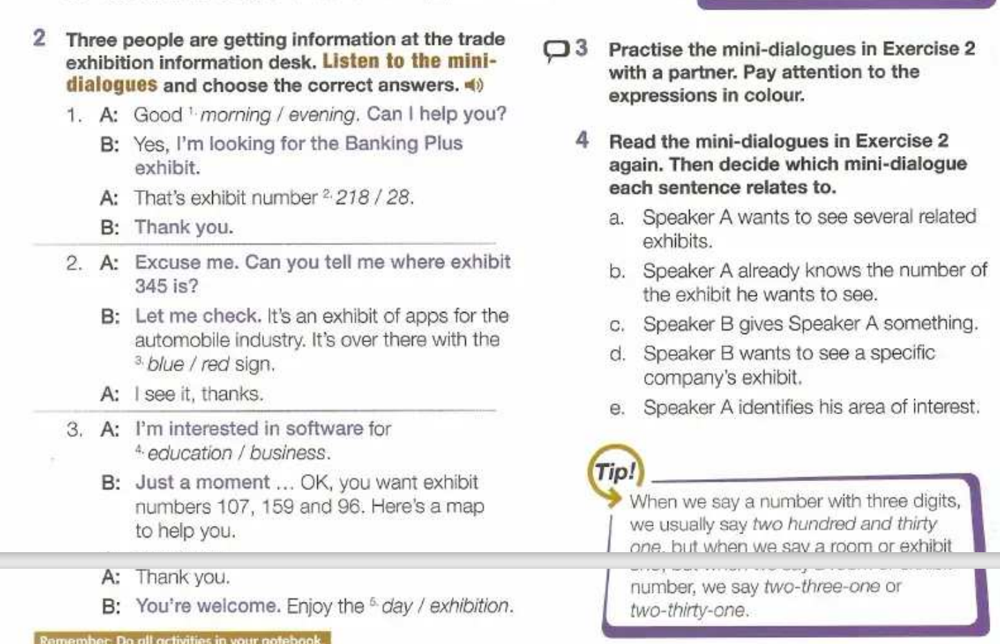 2 Three people are getting information at the trade
exhibition information desk. Listen to the mini-
dialogues and choose the correct answers.
1. A: Good 1. morning / evening. Can I help you?
B: Yes, I'm looking for the Banking Plus
exhibit.
A: That's exhibit number 2. 218 / 28.
B: Thank you.
2. A: Excuse me. Can you tell me where exhibit
345 is?
B: Let me check. It's an exhibit of apps for the
automobile industry. It's over there with the
3. blue / red sign.
A: I see it, thanks.
3. A: I'm interested in software for
4. education / business.
B: Just a moment ... OK, you want exhibit
numbers 107, 159 and 96. Here's a map
to help you.
A: Thank you.
B: You're welcome. Enjoy the 5. day / exhibition.
Remember: Do all activities in your notebook.
3 Practise the mini-dialogues in Exercise 2
with a partner. Pay attention to the
expressions in colour.
4 Read the mini-dialogues in Exercise 2
again. Then decide which mini-dialogue
each sentence relates to.
a. Speaker A wants to see several related
exhibits.
b. Speaker A already knows the number of
the exhibit he wants to see.
c. Speaker B gives Speaker A something.
d. Speaker B wants to see a specific
company's exhibit.
e. Speaker A identifies his area of interest.
Tip!
When we say a number with three digits,
we usually say two hundred and thirty
one, but when we say a room or exhibit
number, we say two-three-one or
two-thirty-one.